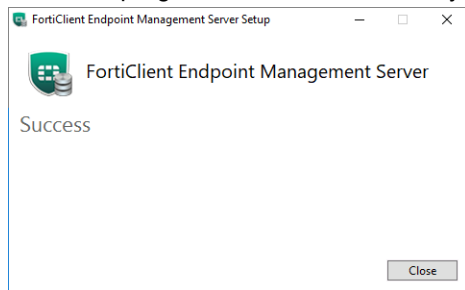 FortiClient Endpoint Management Server Setup
FortiClient Endpoint Management Server
Success
Close